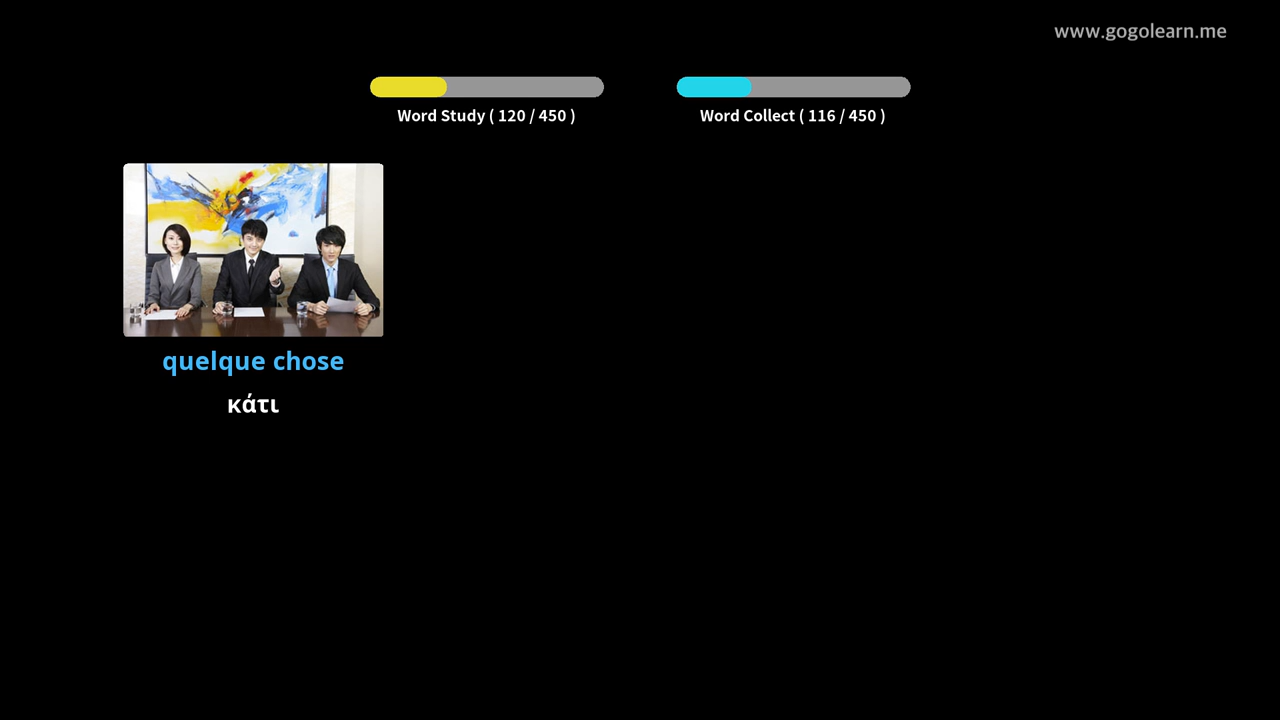 www.gogolearn.me
Word Study ( 120 / 450 )
Word Collect ( 116 / 450 )
quelque chose
κάτι